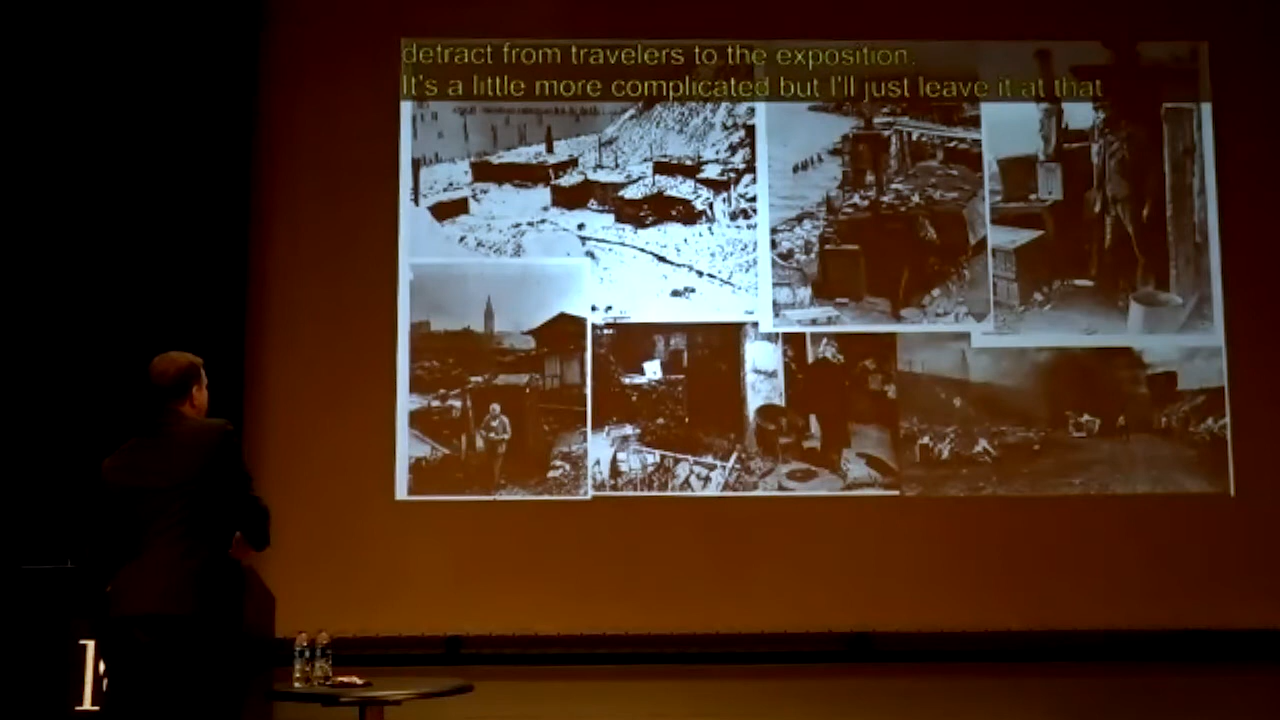 detract from travelers to the exposition.
It's a little more complicated but I'll just leave it at that